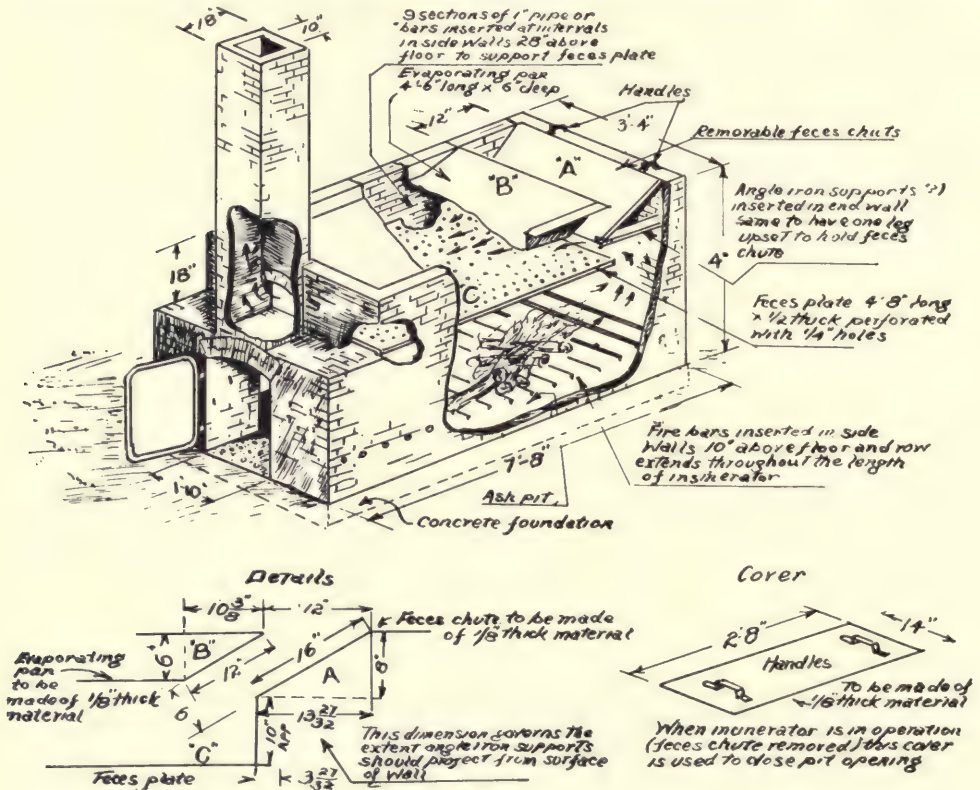 18"
10"
9 sections of 1" pipe or
bars inserted at intervals
in side walls 28" above
floor to support feces plate
Evaporating pan
4'-6" long x 6" deep
12"
Handles
3'-4"
Removable feces chuts
"A"
"B"
Angle iron supports
inserted in end wall
same to have one leg
upset to hold feces
chute
4"
18"
C
Feces plate 4'8" long
x 1/2 thick perforated
with 1/4" holes
Fire bars inserted in side
Walls 10" above floor and row
extends throughout the length
of insinerator
7'-8"
1'-10"
Ash pit
Concrete foundation
Details
10 3/8"
12"
Feces chute to be made
of 1/8" thick material
6"
"B"
16"
Evaporating
pan
to be
made of 1/8" thick
material
12"
A
8"
6
13 27/32
"C"
10"
APP
This dimension governs the
extent angle iron supports
should project from surface
of wall
Feces plate
3 27/32
Cover
2'8"
14"
Handles
To be made of
1/8" thick material
When incinerator is in operation
(feces chute removed) this cover
is used to close pit opening